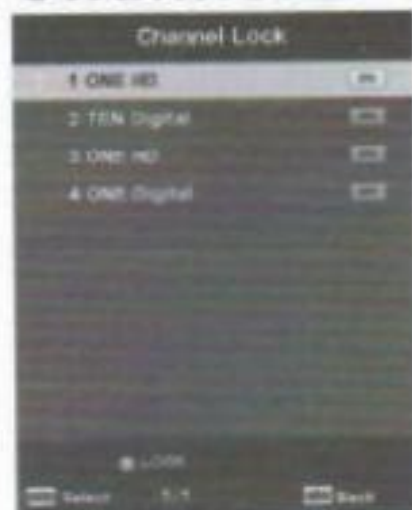 Channel Lock
1 ONE HD
2 TEN Digital
3 ONE HD
4 ONE Digital
LOCK
Select 1/1 Back